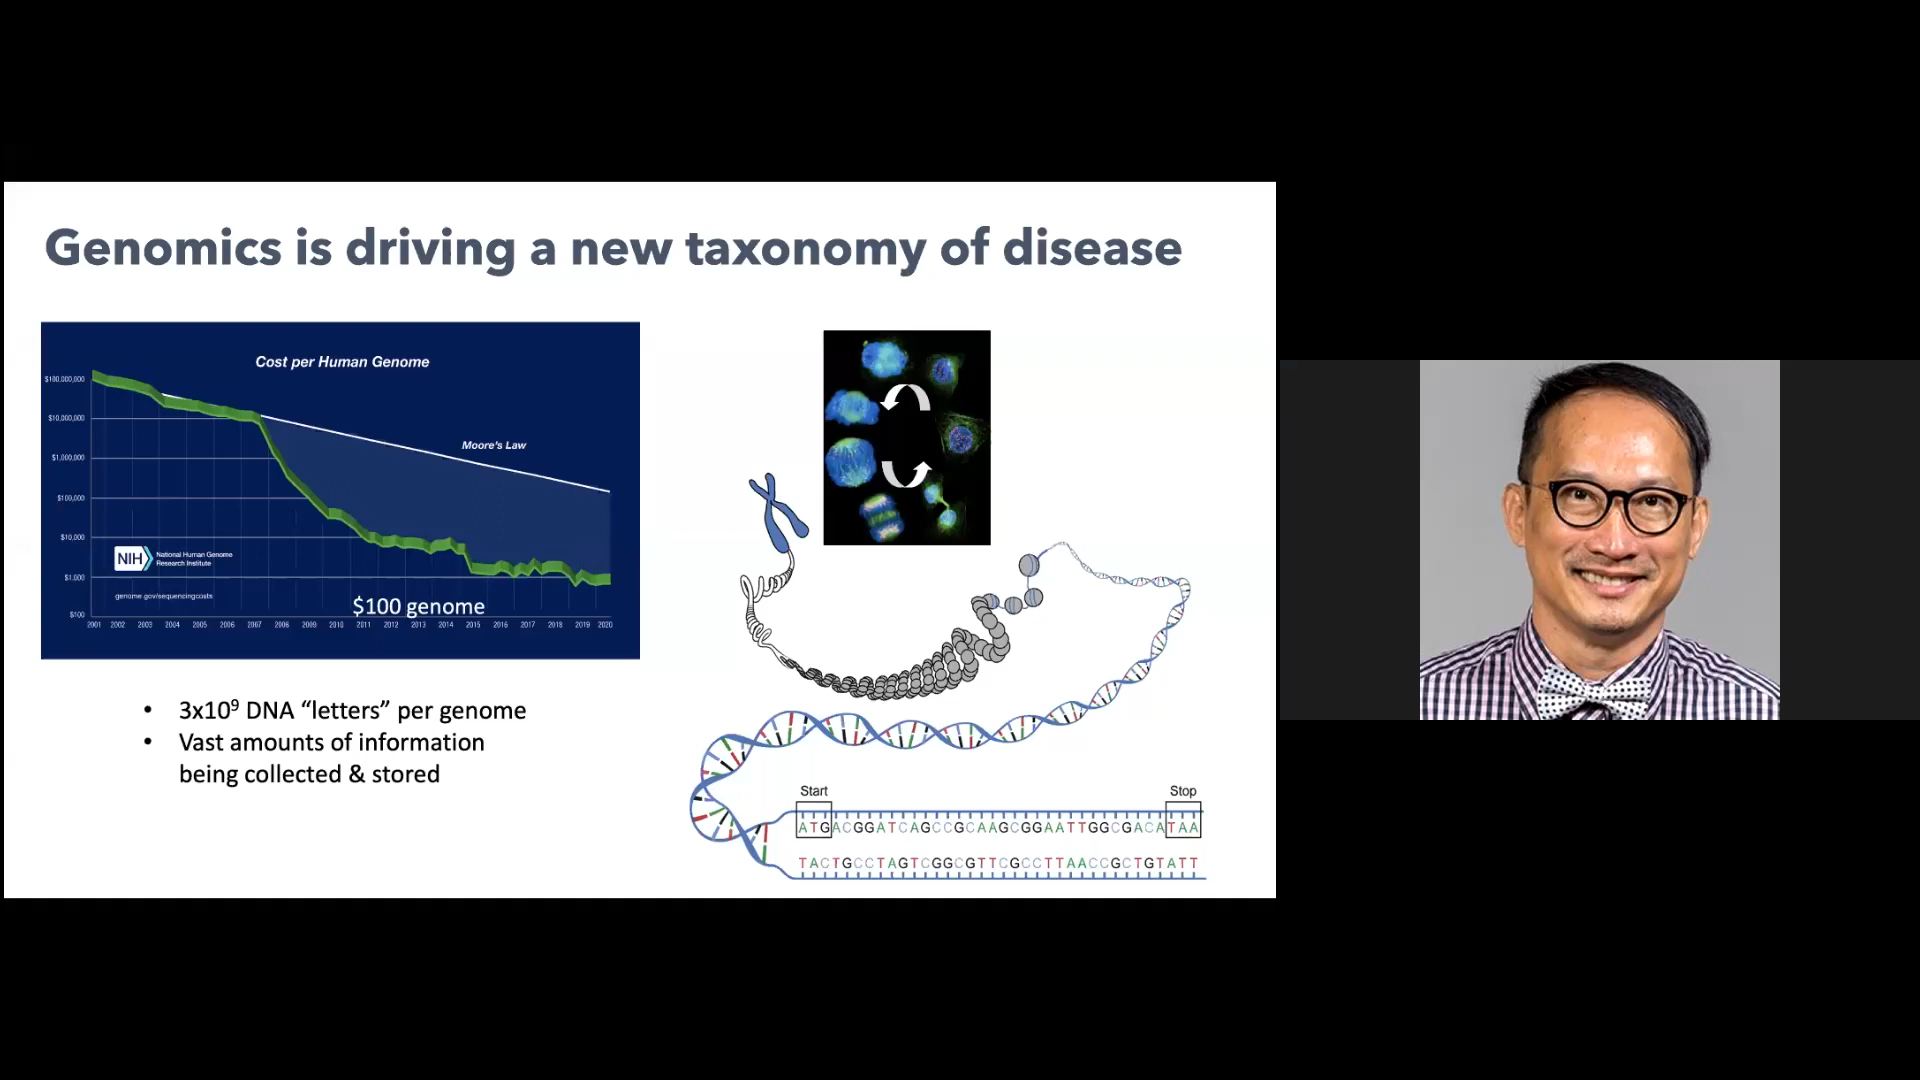 Genomics is driving a new taxonomy of disease
Cost per Human Genome
$100,000,000
$10,000,000
$1,000,000
$100,000
$10,000
$1,000
$100
Moore's Law
NIH
National Human Genome
Research Institute
genome.gov/sequencingcosts
$100 genome
2001 2002 2003 2004 2005 2006 2007 2008 2009 2010 2011 2012 2013 2014 2015 2016 2017 2018 2019 2020
• 3x10⁹ DNA “letters” per genome
• Vast amounts of information
being collected & stored
Start
Stop
ATGACGGATCAGCCGCAAGCGGAATTGGCGACATAA
TACTGCCTAGTCGGCGTTCGCCTTAACCGCTGTATT